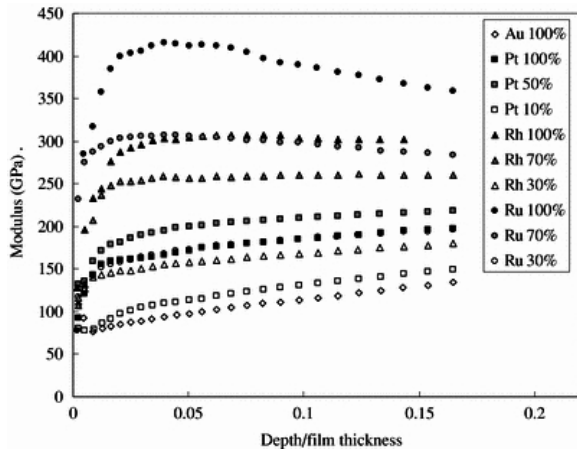 450
400
350
300
250
200
150
100
50
0
Modulus (GPa) .
0
0.05
0.1
0.15
0.2
Depth/film thickness
Au 100%
Pt 100%
Pt 50%
Pt 10%
Rh 100%
Rh 70%
Rh 30%
Ru 100%
Ru 70%
Ru 30%